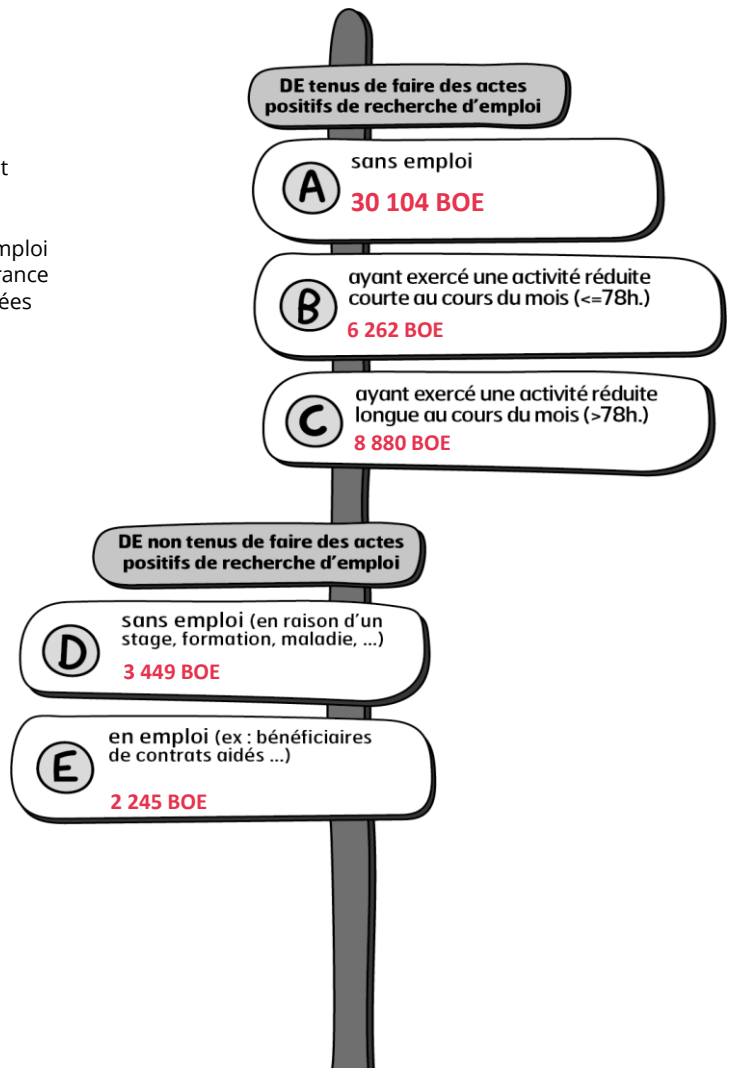 t
mploi
rance
ées
DE tenus de faire des actes
positifs de recherche d'emploi
A
sans emploi
30 104 BOE
B
ayant exercé une activité réduite
courte au cours du mois (<=78h.)
6 262 BOE
C
ayant exercé une activité réduite
longue au cours du mois (>78h.)
8 880 BOE
DE non tenus de faire des actes
positifs de recherche d'emploi
D
sans emploi (en raison d'un
stage, formation, maladie, ...)
3 449 BOE
E
en emploi (ex : bénéficiaires
de contrats aidés ...)
2 245 BOE